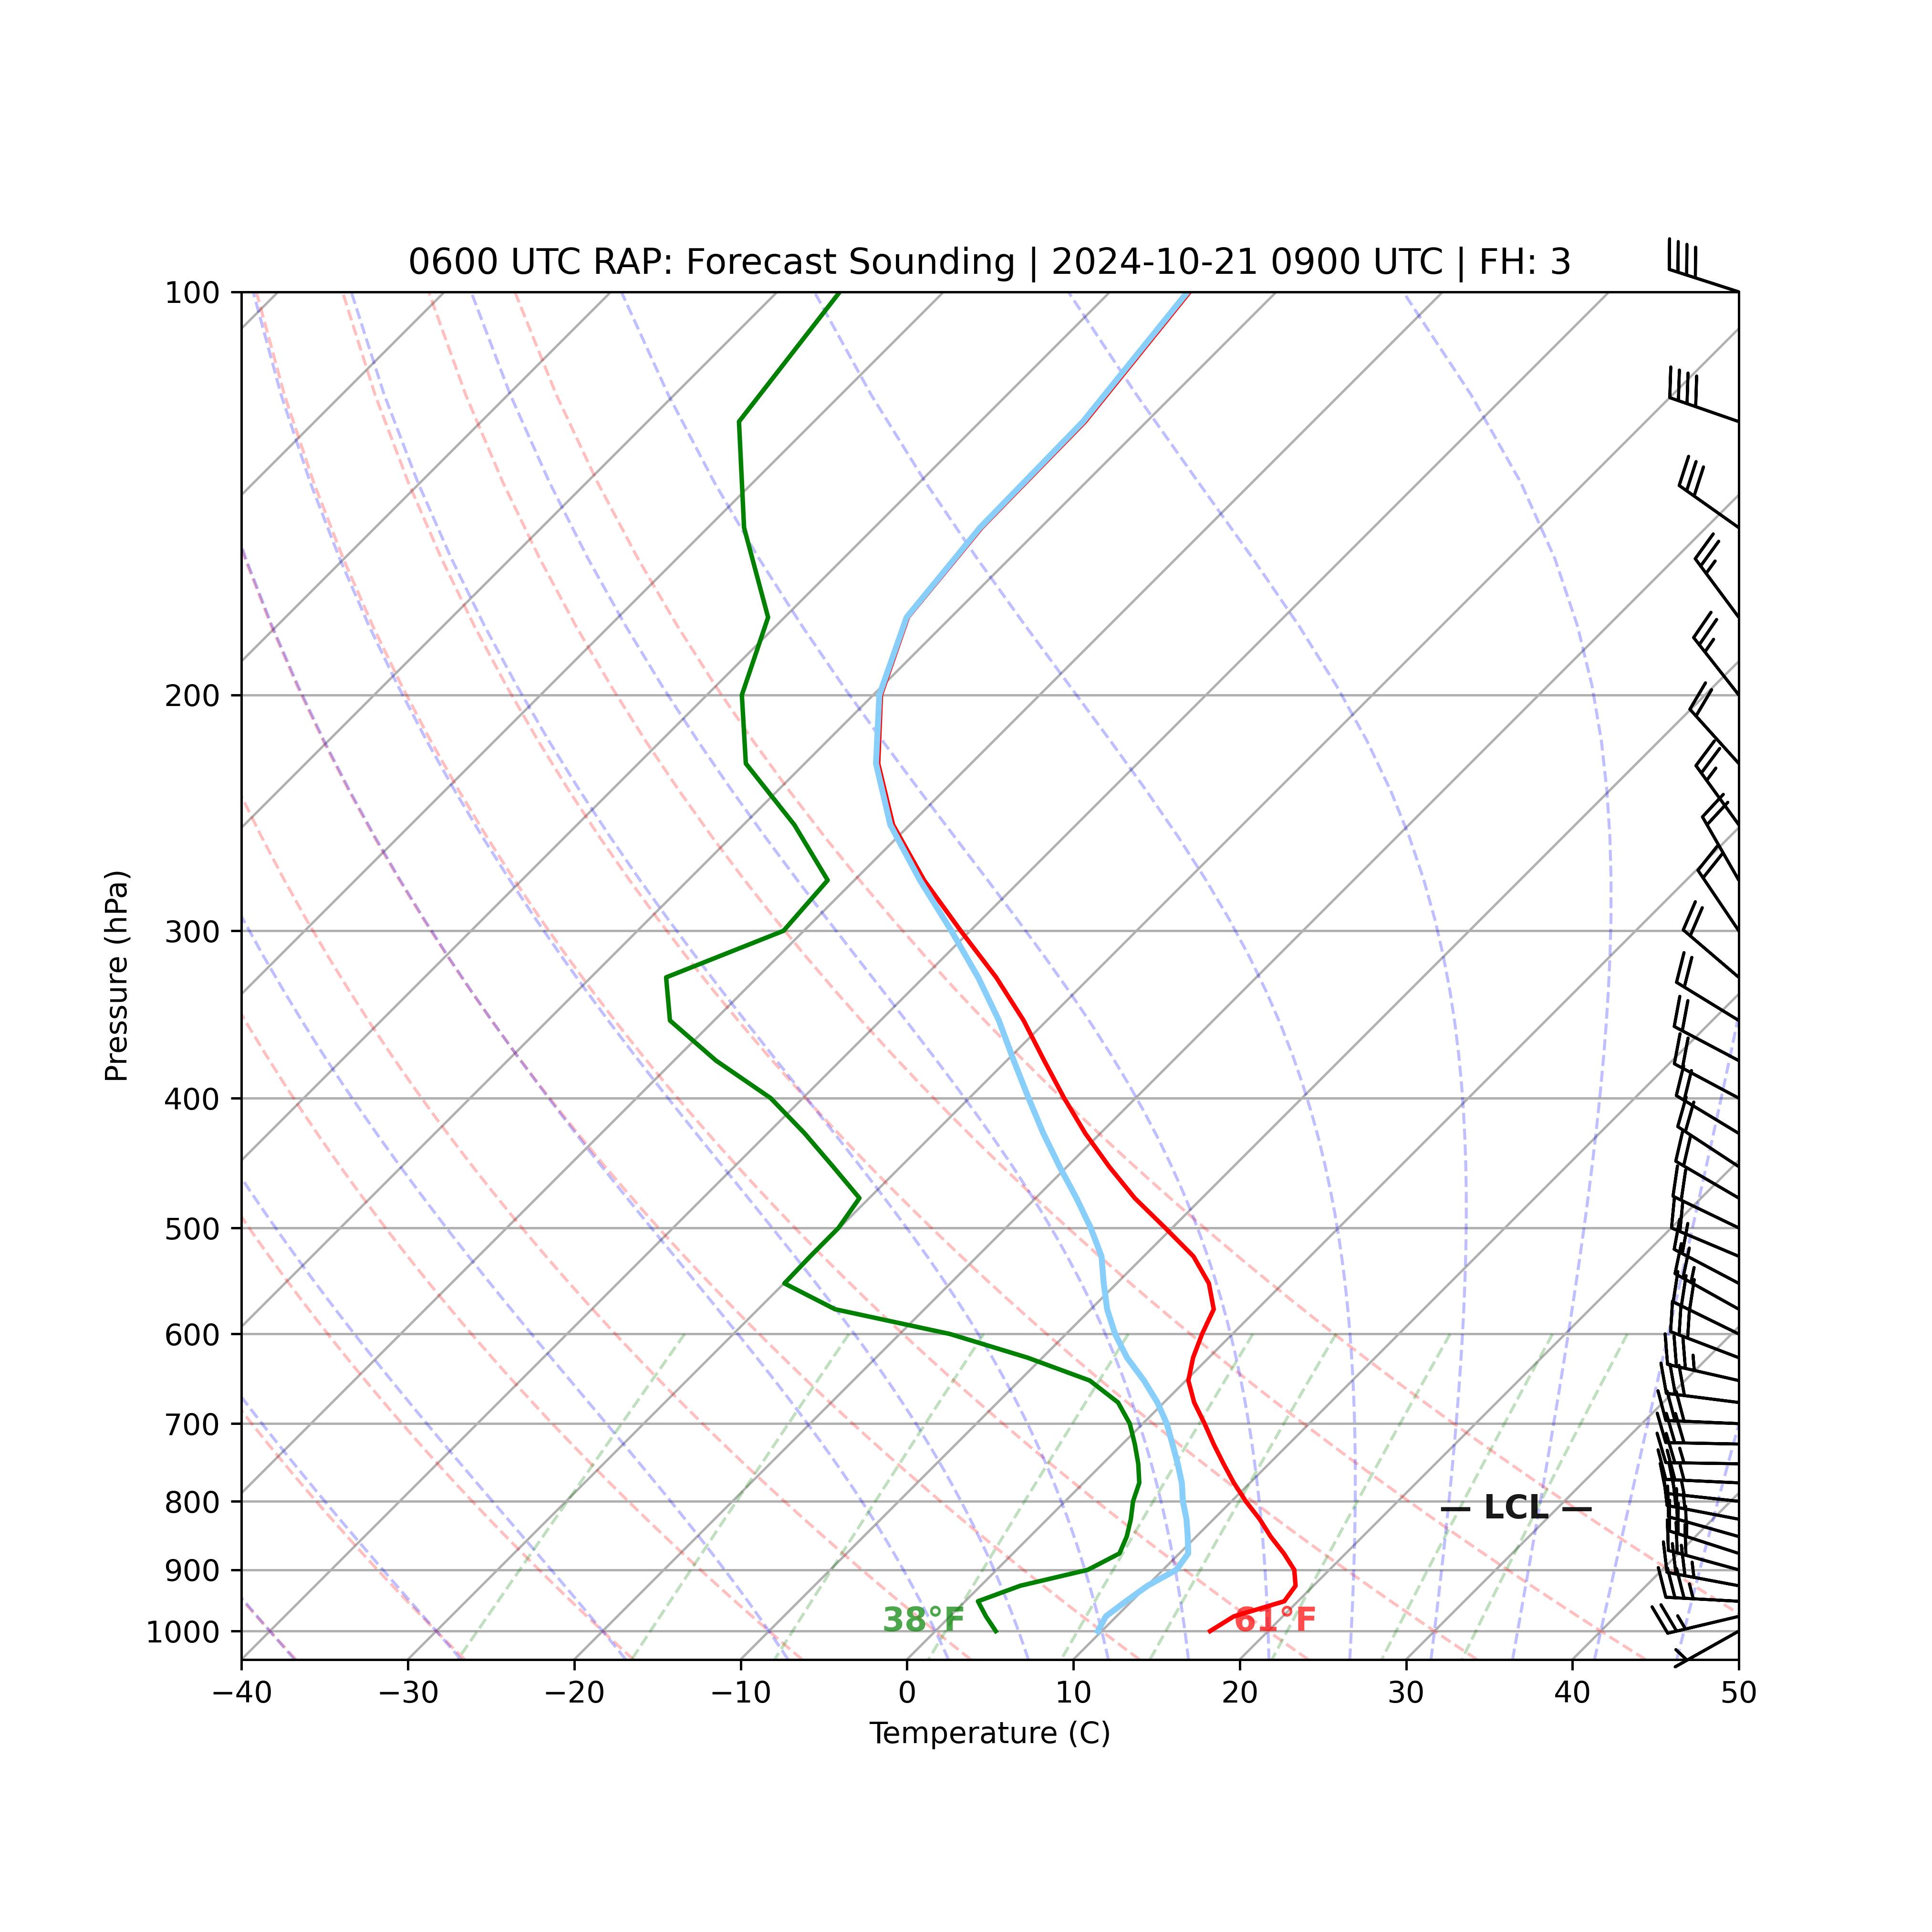 0600 UTC RAP: Forecast Sounding | 2024-10-21 0900 UTC | FH: 3
100
200
300
400
500
600
700
800
900
1000
Pressure (hPa)
— LCL —
38°F
61°F
−40 −30 −20 −10 0 10 20 30 40 50
Temperature (C)